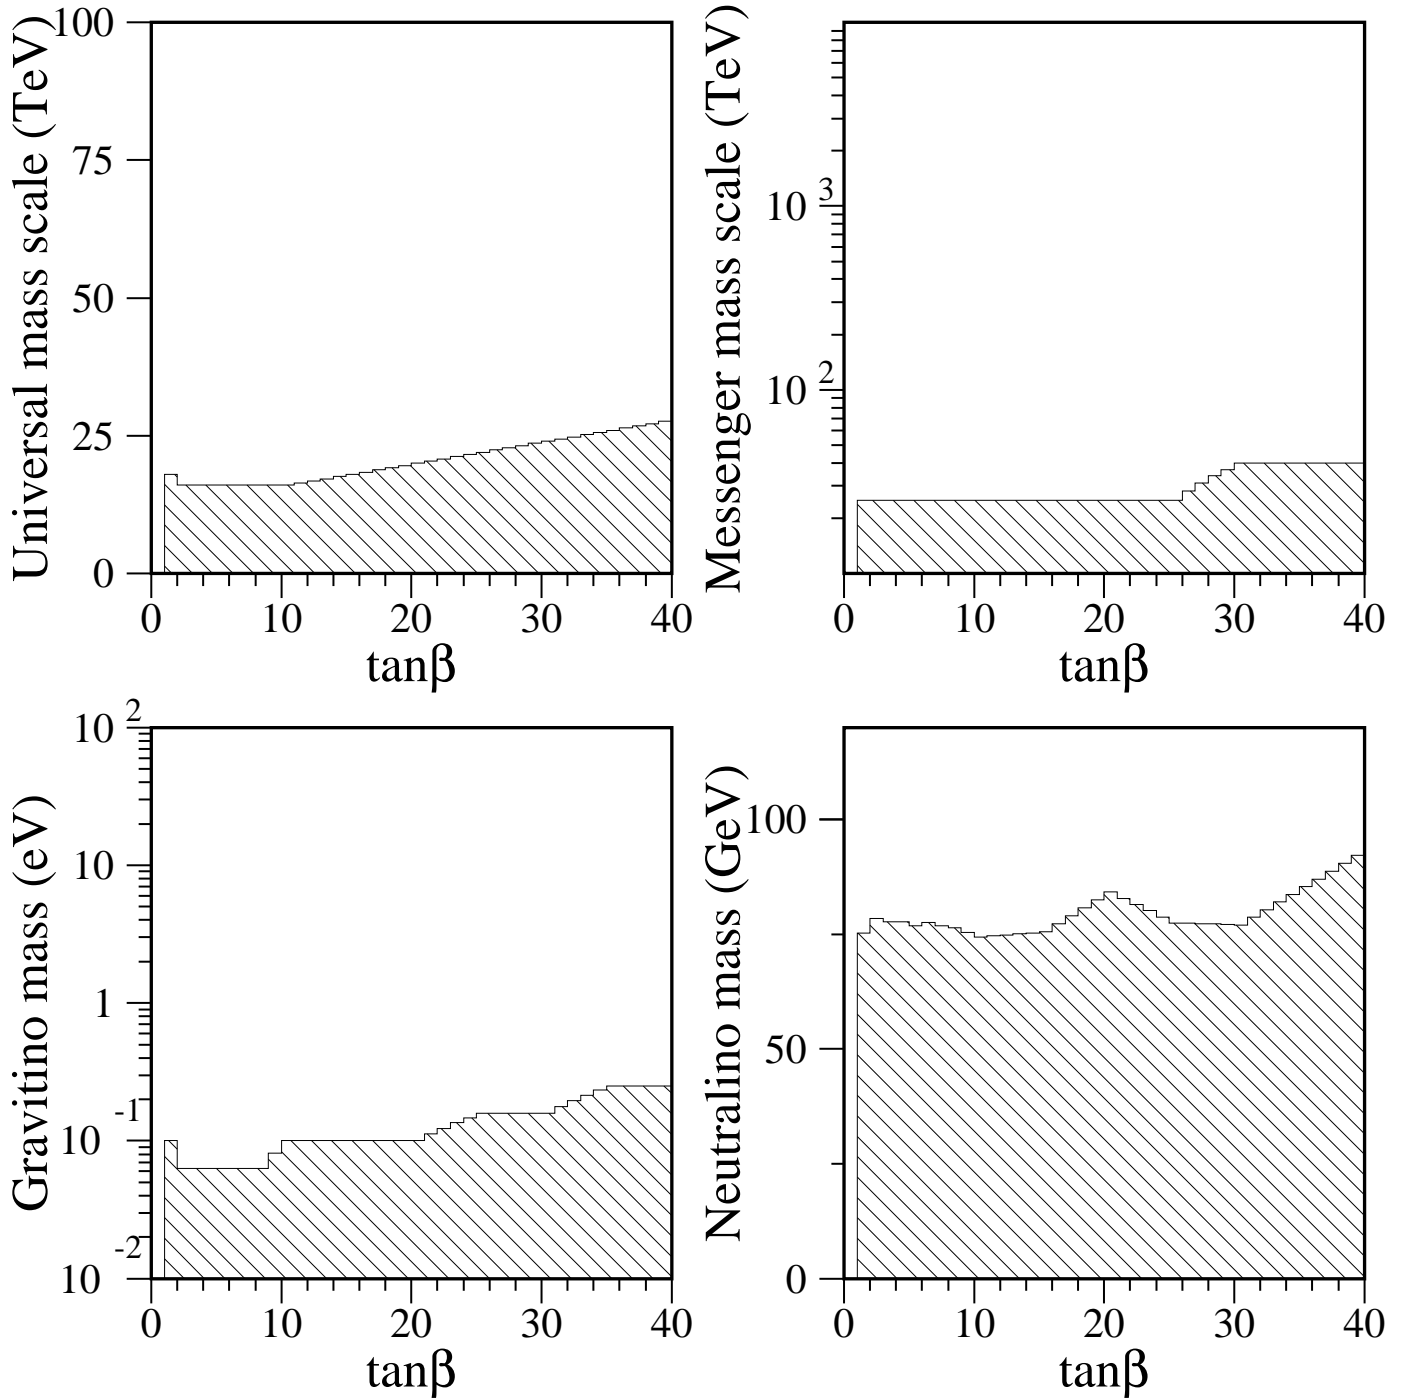 Universal mass scale (TeV)
100
75
50
25
0
0 10 20 30 40
tanβ
Messenger mass scale (TeV)
10 3
10 2
0 10 20 30 40
tanβ
Gravitino mass (eV)
10 2
10
1
10 -1
10 -2
0 10 20 30 40
tanβ
Neutralino mass (GeV)
100
50
0
0 10 20 30 40
tanβ